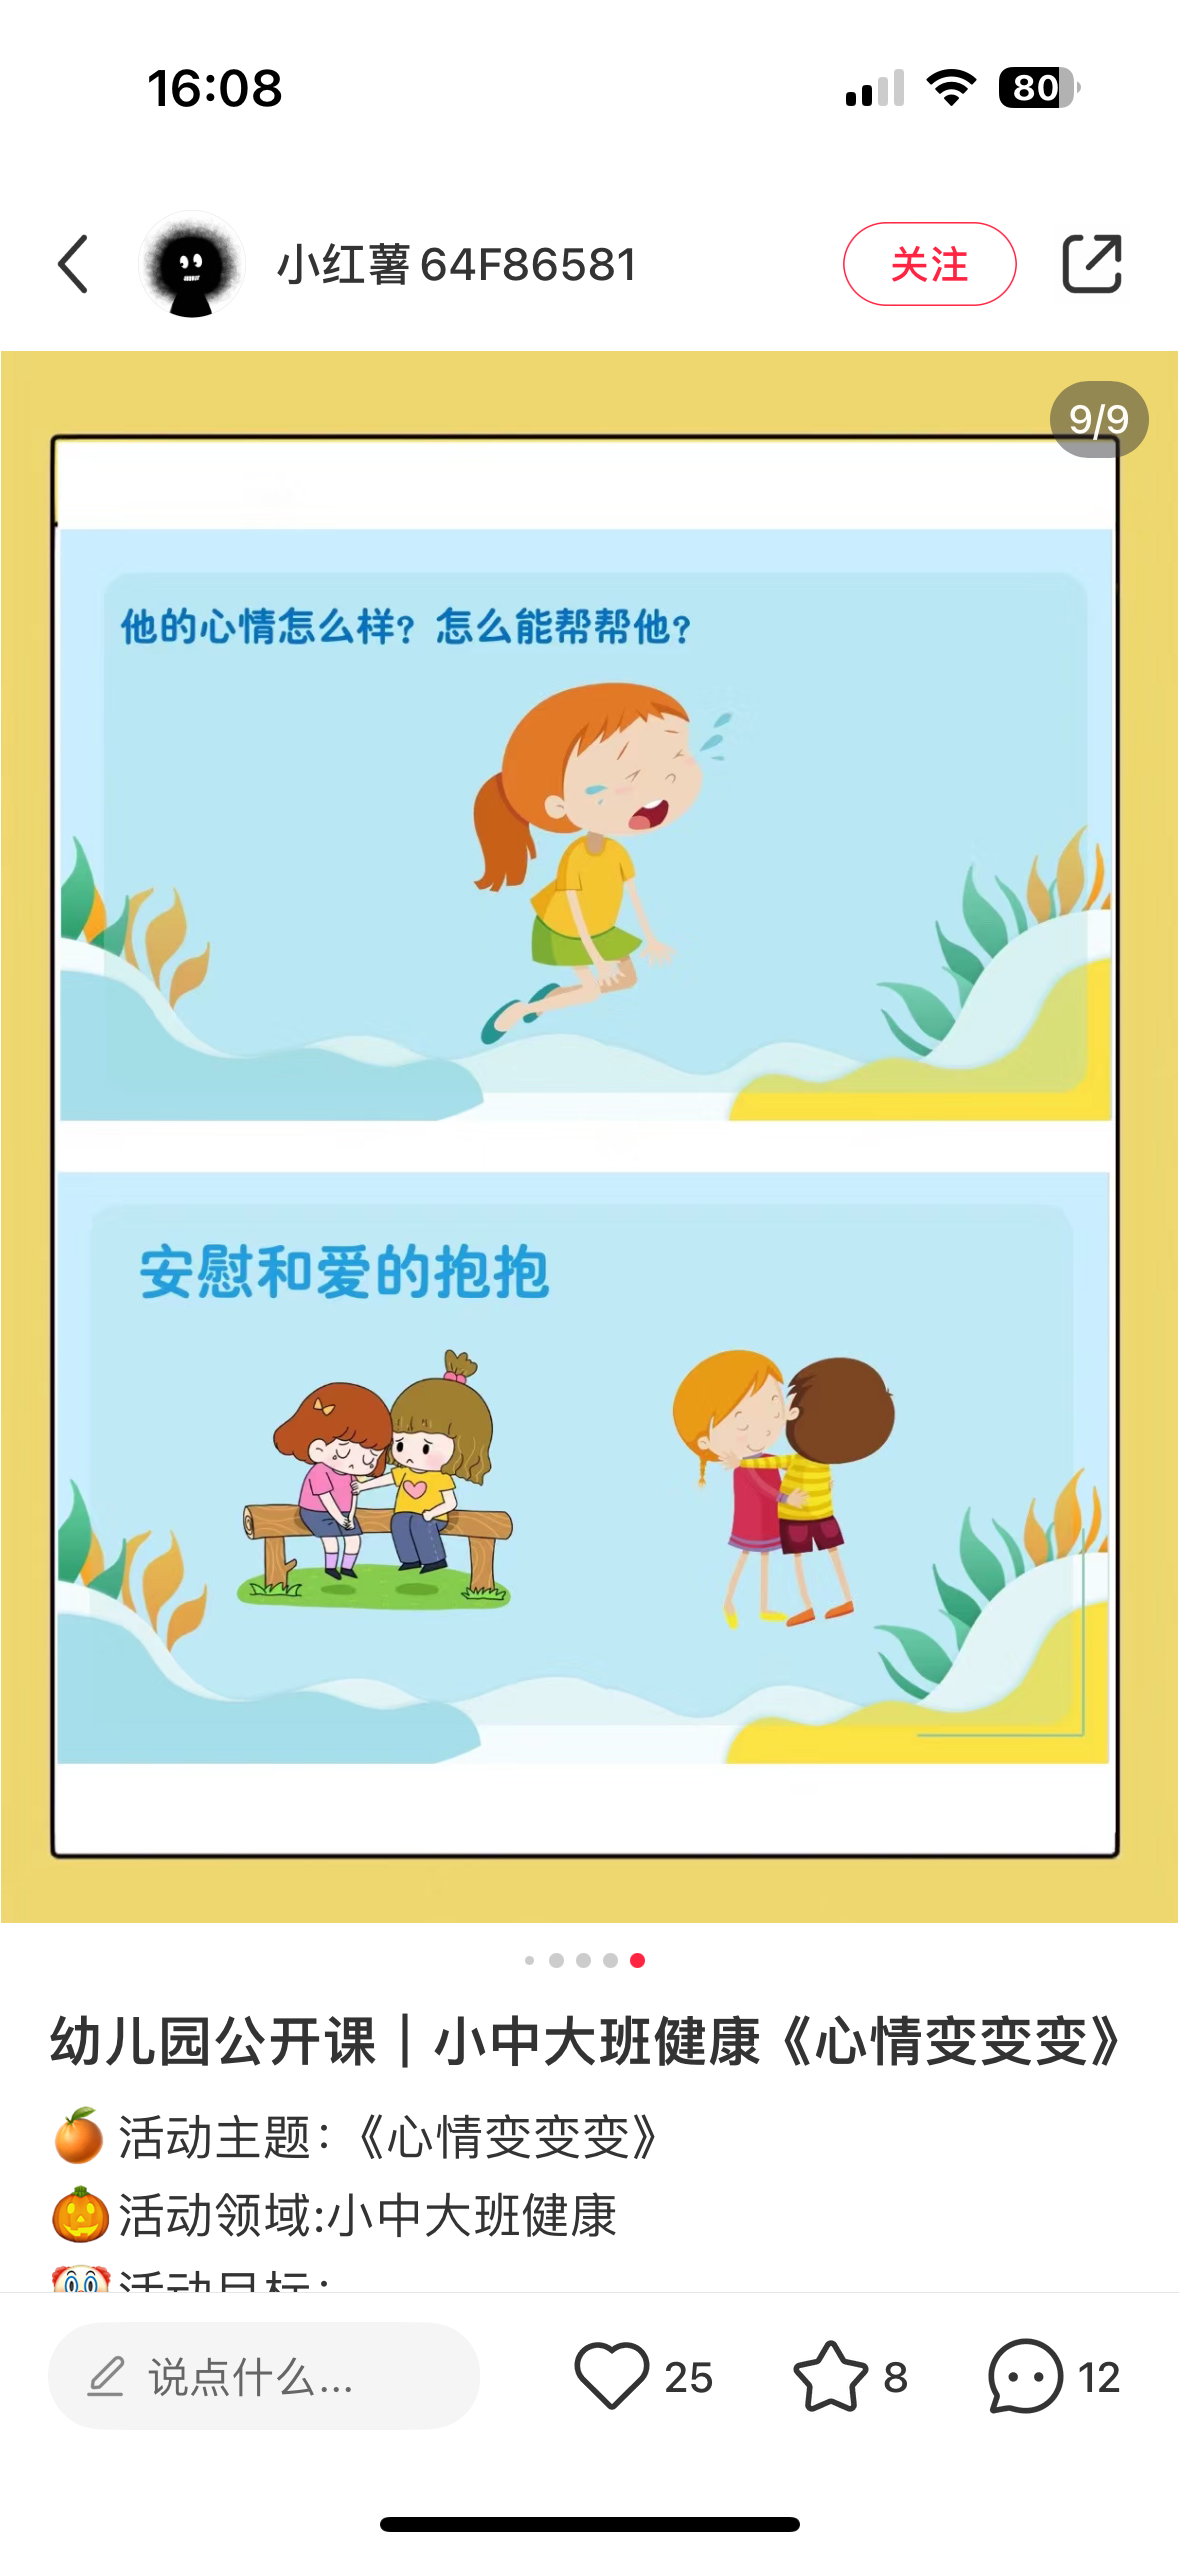 16:08
80
小红薯64F86581
关注
9/9
他的心情怎么样？怎么能帮帮他？
安慰和爱的抱抱
幼儿园公开课｜小中大班健康《心情变变变》
🍊活动主题：《心情变变变》
🎃活动领域:小中大班健康
🤡活动目标：
说点什么...
25
8
12